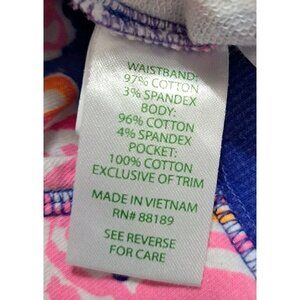 WAISTBAND:
97% COTTON
3% SPANDEX
BODY:
96% COTTON
4% SPANDEX
POCKET:
100% COTTON
EXCLUSIVE OF TRIM
MADE IN VIETNAM
RN# 88189
SEE REVERSE
FOR CARE